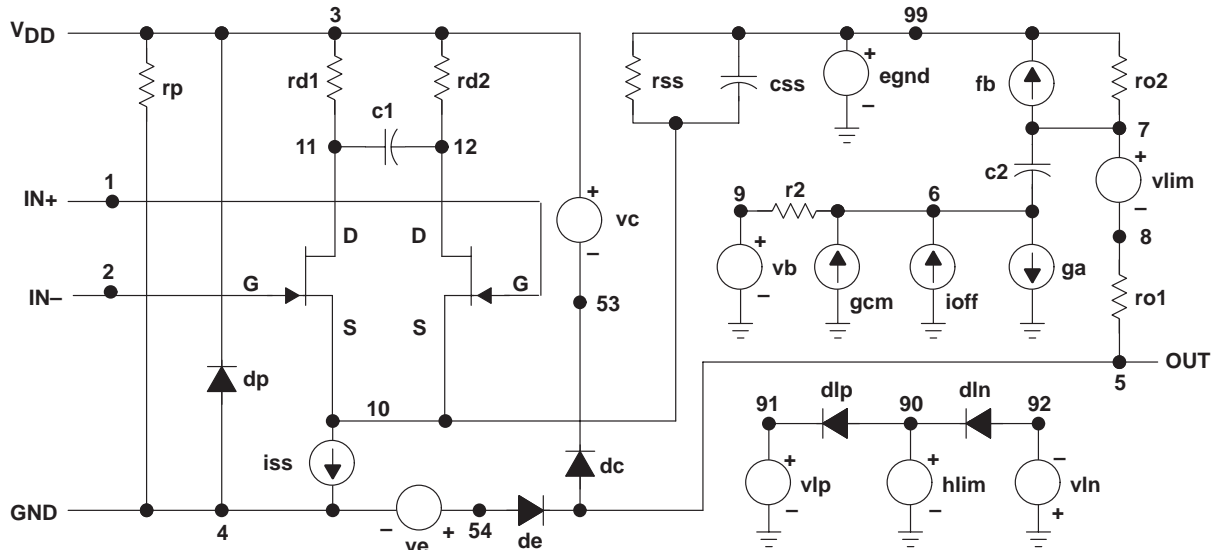 3
99
VDD
rp
rd1
rd2
rss
css
+
egnd
−
fb
ro2
c1
11
12
7
c2
+
vlim
−
1
IN+
9
r2
6
+
vc
−
8
D
D
+
vb
−
gcm
ioff
ga
2
IN−
G
G
53
ro1
S
S
OUT
5
dp
10
91
dlp
90
dln
92
iss
dc
+
vlp
−
+
hlim
−
−
vln
+
GND
4
−
+
ve
54
de